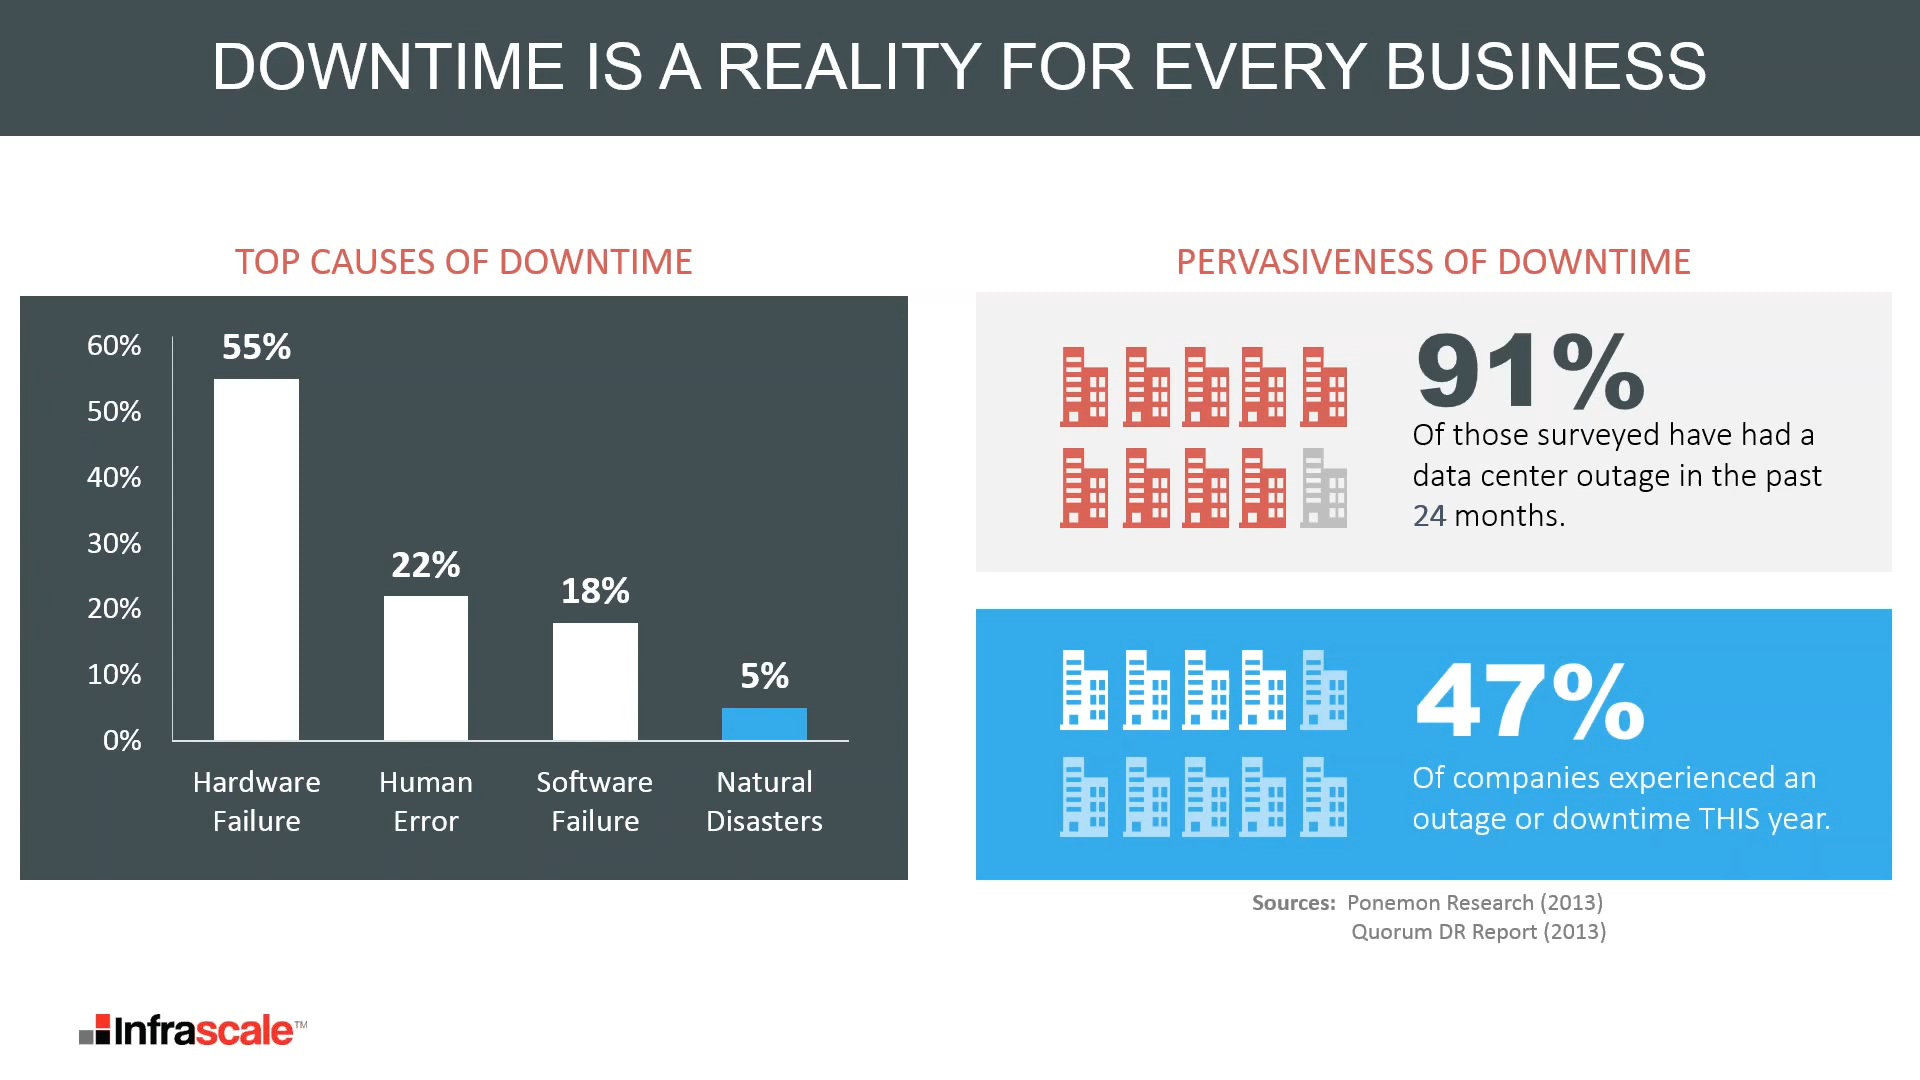 DOWNTIME IS A REALITY FOR EVERY BUSINESS
TOP CAUSES OF DOWNTIME
60%
50%
40%
30%
20%
10%
0%
55%
22%
18%
5%
Hardware
Failure
Human
Error
Software
Failure
Natural
Disasters
PERVASIVENESS OF DOWNTIME
91%
Of those surveyed have had a
data center outage in the past
24 months.
47%
Of companies experienced an
outage or downtime THIS year.
Sources: Ponemon Research (2013)
Quorum DR Report (2013)
Infrascale™